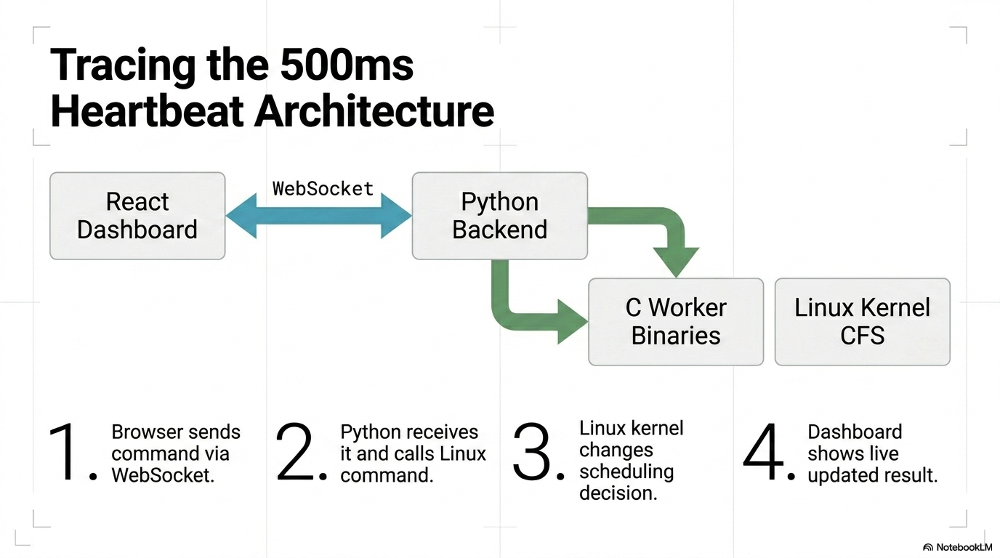 Tracing the 500ms
Heartbeat Architecture
React
Dashboard
WebSocket
Python
Backend
C Worker
Binaries
Linux Kernel
CFS
1.
Browser sends
command via
WebSocket.
2.
Python receives
it and calls Linux
command.
3.
Linux kernel
changes
scheduling
decision.
4.
Dashboard
shows live
updated result.
NotebookLM